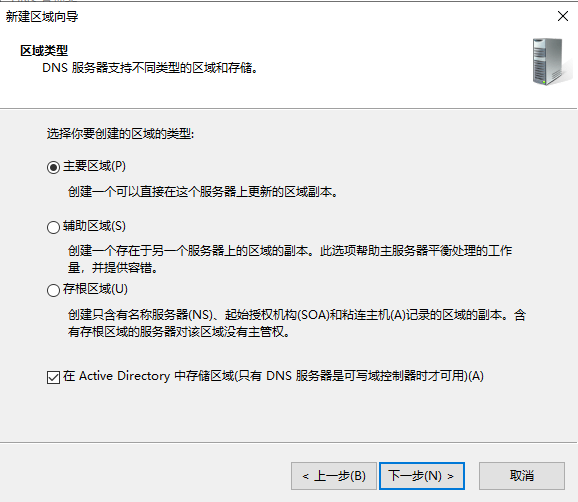 新建区域向导
区域类型
DNS 服务器支持不同类型的区域和存储。
选择你要创建的区域的类型:
主要区域(P)
创建一个可以直接在这个服务器上更新的区域副本。
辅助区域(S)
创建一个存在于另一个服务器上的区域的副本。此选项帮助主服务器平衡处理的工作
量，并提供容错。
存根区域(U)
创建只含有名称服务器(NS)、起始授权机构(SOA)和粘连主机(A)记录的区域的副本。含
有存根区域的服务器对该区域没有主管权。
在 Active Directory 中存储区域(只有 DNS 服务器是可写域控制器时才可用)(A)
< 上一步(B) 下一步(N) > 取消